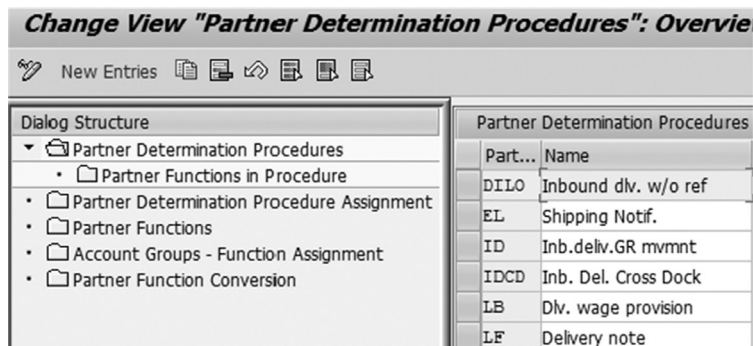 Change View "Partner Determination Procedures": Overvie
New Entries
Dialog Structure
Partner Determination Procedures
Partner Functions in Procedure
Partner Determination Procedure Assignment
Partner Functions
Account Groups - Function Assignment
Partner Function Conversion
Partner Determination Procedures
Part... Name
DILO Inbound dlv. w/o ref
EL Shipping Notif.
ID Inb.deliv.GR mvmnt
IDCD Inb. Del. Cross Dock
LB Dlv. wage provision
LF Delivery note